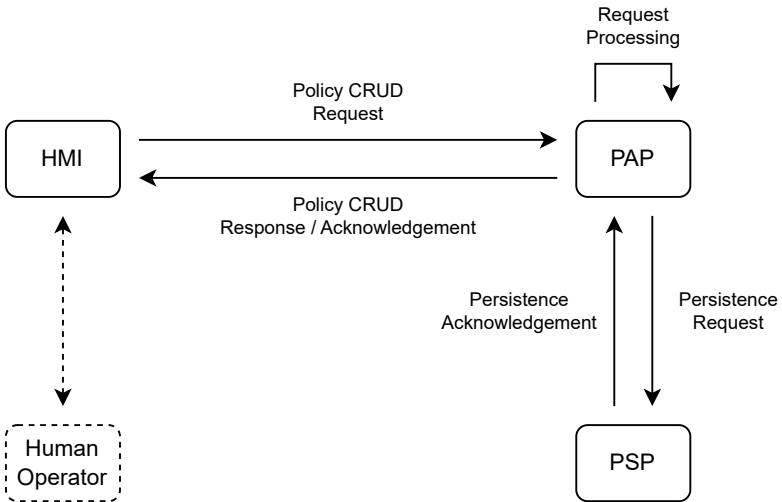 Request
Processing
Policy CRUD
Request
HMI
PAP
Policy CRUD
Response / Acknowledgement
Persistence
Acknowledgement
Persistence
Request
Human
Operator
PSP